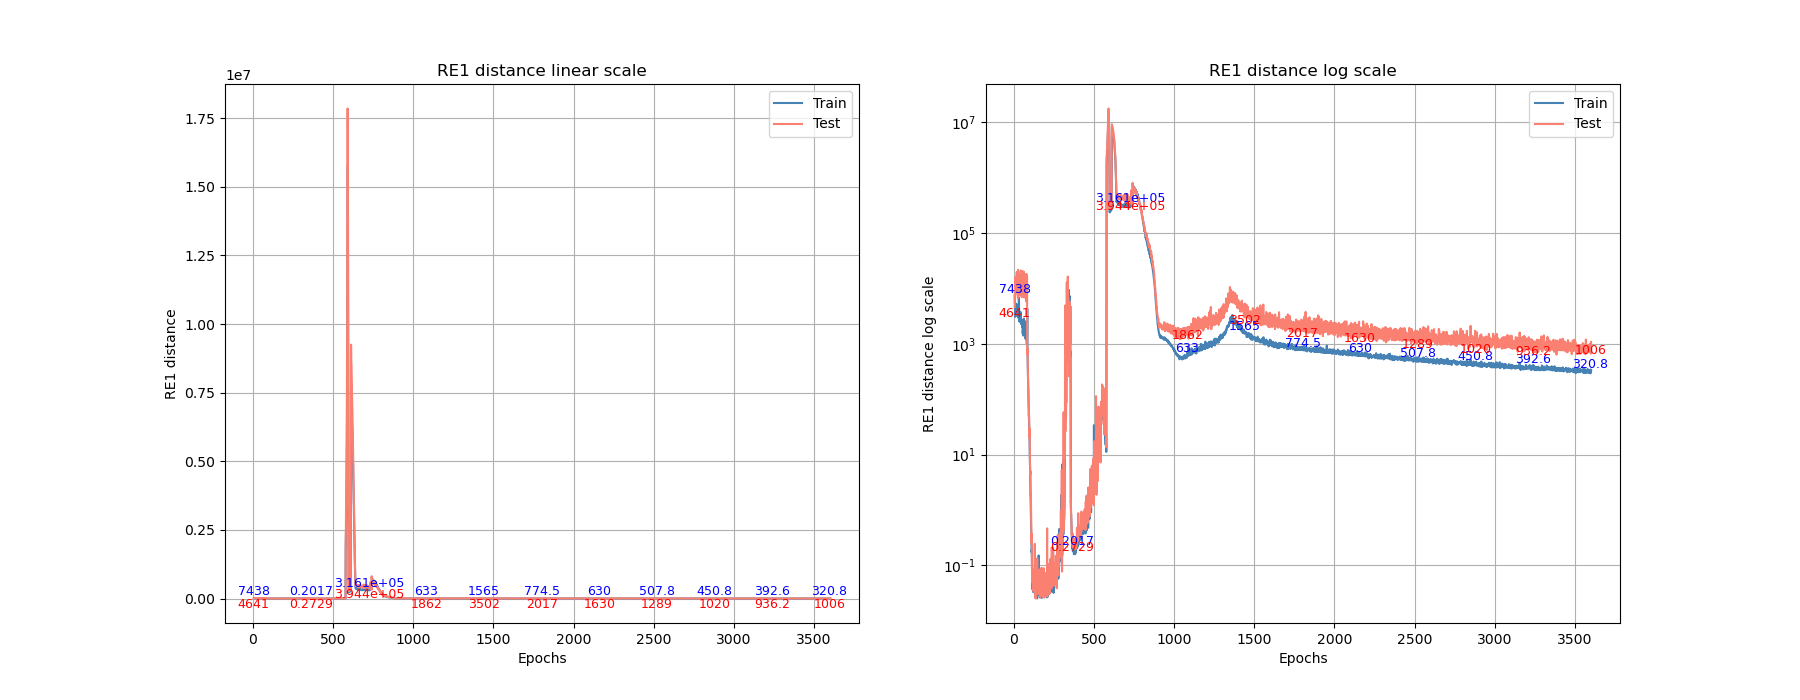 RE1 distance linear scale
1e7
RE1 distance
1.75
1.50
1.25
1.00
0.75
0.50
0.25
0.00
Train
Test
7438 0.2017 3.161e+05 633 1565 774.5 630 507.8 450.8 392.6 320.8
4641 0.2729 3.944e+05 1862 3502 2017 1630 1289 1020 936.2 1006
0 500 1000 1500 2000 2500 3000 3500
Epochs
RE1 distance log scale
RE1 distance log scale
10^7
10^5
10^3
10^1
10^-1
Train
Test
7438 0.2017 3.161e+05 633 1565 774.5 630 507.8 450.8 392.6 320.8
4641 0.2729 3.944e+05 1862 3502 2017 1630 1289 1020 936.2 1006
0 500 1000 1500 2000 2500 3000 3500
Epochs